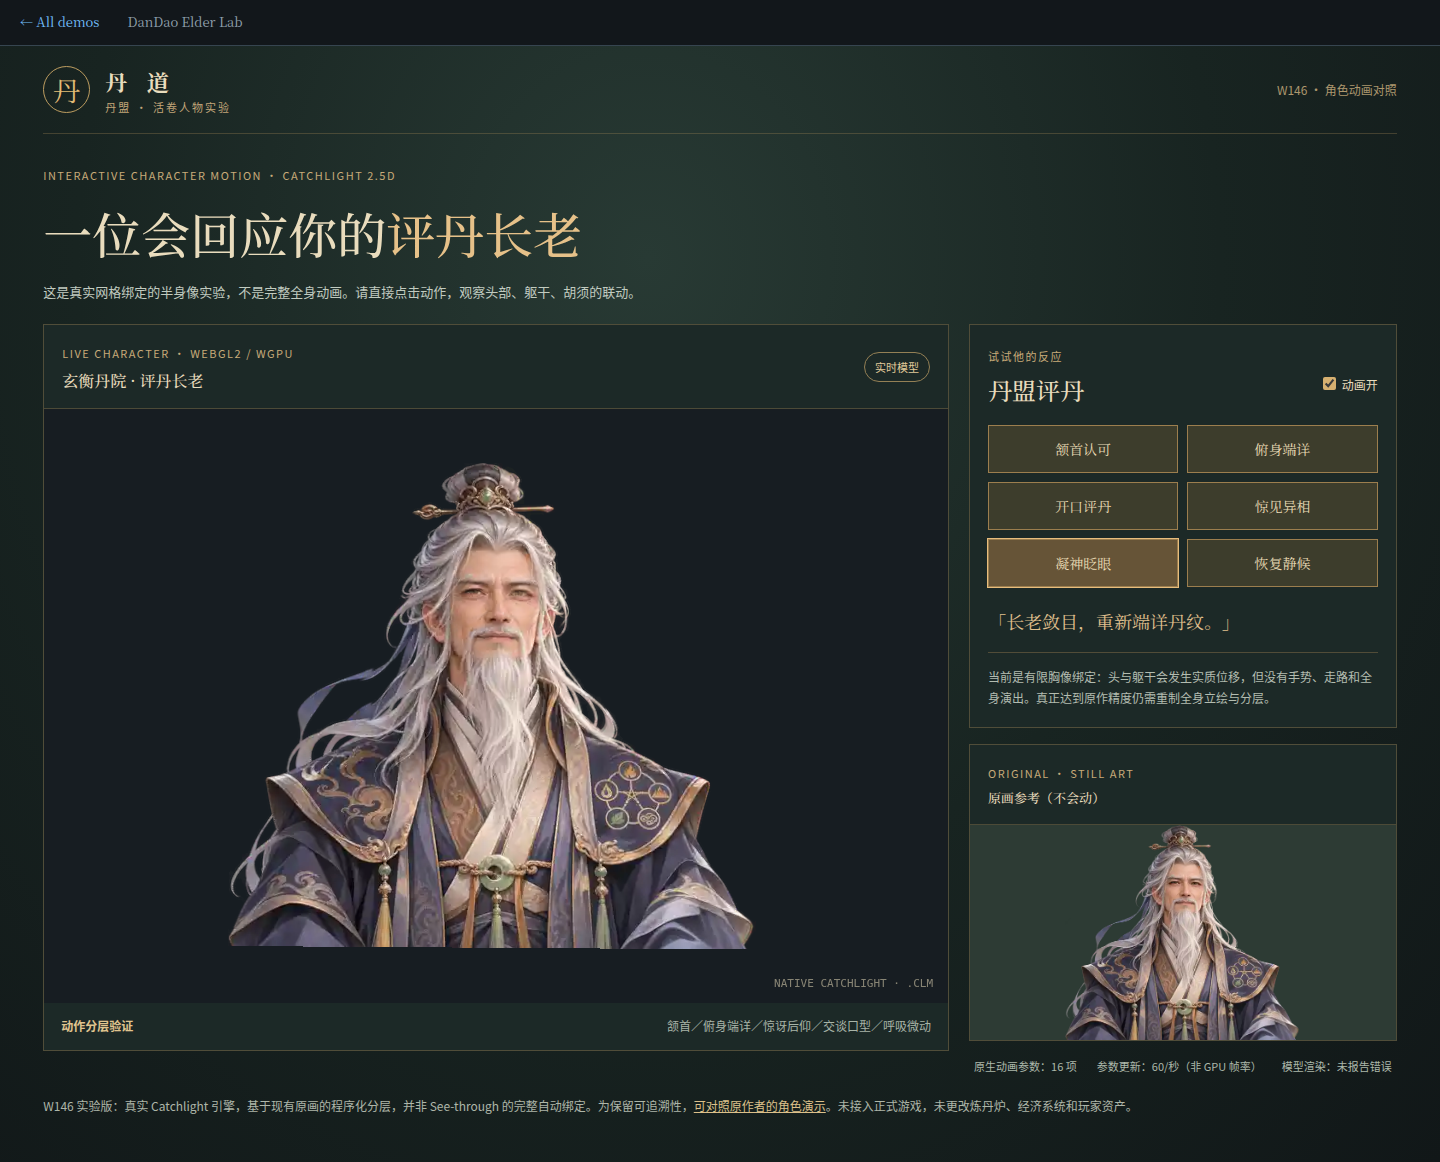 ← All demos
DanDao Elder Lab
丹
丹 道
丹盟 · 活卷人物实验
W146 · 角色动画对照
INTERACTIVE CHARACTER MOTION · CATCHLIGHT 2.5D
一位会回应你的评丹长老
这是真实网格绑定的半身像实验，不是完整全身动画。请直接点击动作，观察头部、躯干、胡须的联动。
LIVE CHARACTER · WEBGL2 / WGPU
玄衡丹院 · 评丹长老
实时模型
NATIVE CATCHLIGHT · .CLM
动作分层验证
颔首／俯身端详／惊讶后仰／交谈口型／呼吸微动
试试他的反应
丹盟评丹
动画开
颔首认可
俯身端详
开口评丹
惊见异相
凝神眨眼
恢复静候
「长老敛目，重新端详丹纹。」
当前是有限胸像绑定：头与躯干会发生实质位移，但没有手势、走路和全
身演出。真正达到原作精度仍需重制全身立绘与分层。
ORIGINAL · STILL ART
原画参考（不会动）
原生动画参数：16 项
参数更新：60/秒（非 GPU 帧率）
模型渲染：未报告错误
W146 实验版：真实 Catchlight 引擎，基于现有原画的程序化分层，并非 See-through 的完整自动绑定。为保留可追溯性，可对照原作者的角色演示。未接入正式游戏，未更改炼丹炉、经济系统和玩家资产。